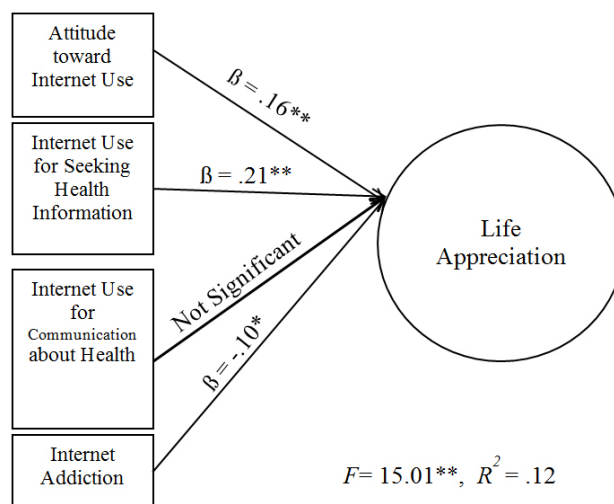 Attitude
toward
Internet Use
ß = .16**
Internet Use
for Seeking
Health
Information
ß = .21**
Life
Appreciation
Not Significant
Internet Use
for
Communication
about Health
ß = -.10*
Internet
Addiction
F= 15.01**, R² = .12